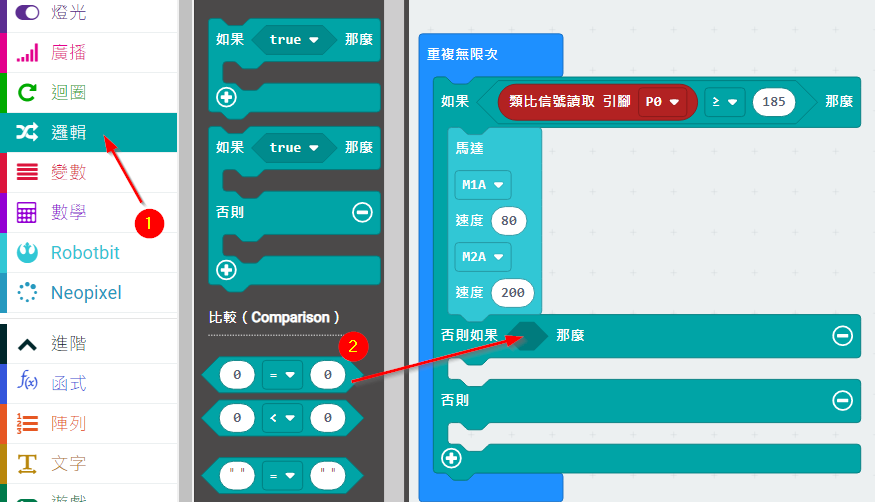 燈光
廣播
迴圈
邏輯
變數
數學
Robotbit
Neopixel
進階
函式
陣列
文字
遊戲
1
如果 true 那麼
如果 true 那麼
否則
比較（Comparison）
2
0 = 0
0 < 0
" " = " "
重複無限次
如果 類比信號讀取 引腳 P0 ≥ 185 那麼
馬達
M1A
速度 80
M2A
速度 200
否則如果 那麼
否則